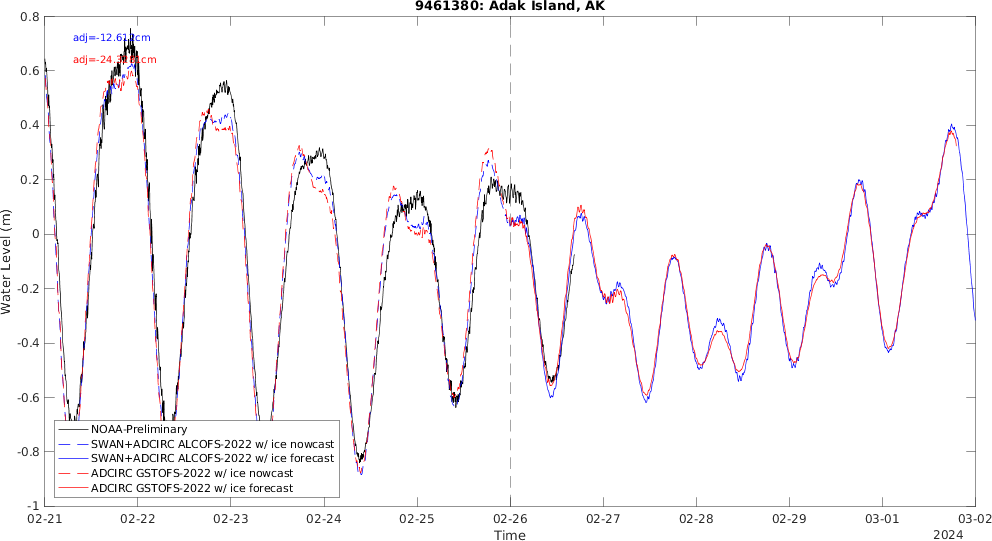 9461380: Adak Island, AK
0.8
0.6
0.4
0.2
0
-0.2
-0.4
-0.6
-0.8
-1
Water Level (m)
NOAA-Preliminary
SWAN+ADCIRC ALCOFS-2022 w/ ice nowcast
SWAN+ADCIRC ALCOFS-2022 w/ ice forecast
ADCIRC GSTOFS-2022 w/ ice nowcast
ADCIRC GSTOFS-2022 w/ ice forecast
02-21 02-22 02-23 02-24 02-25 02-26 02-27 02-28 02-29 03-01 03-02
Time
2024